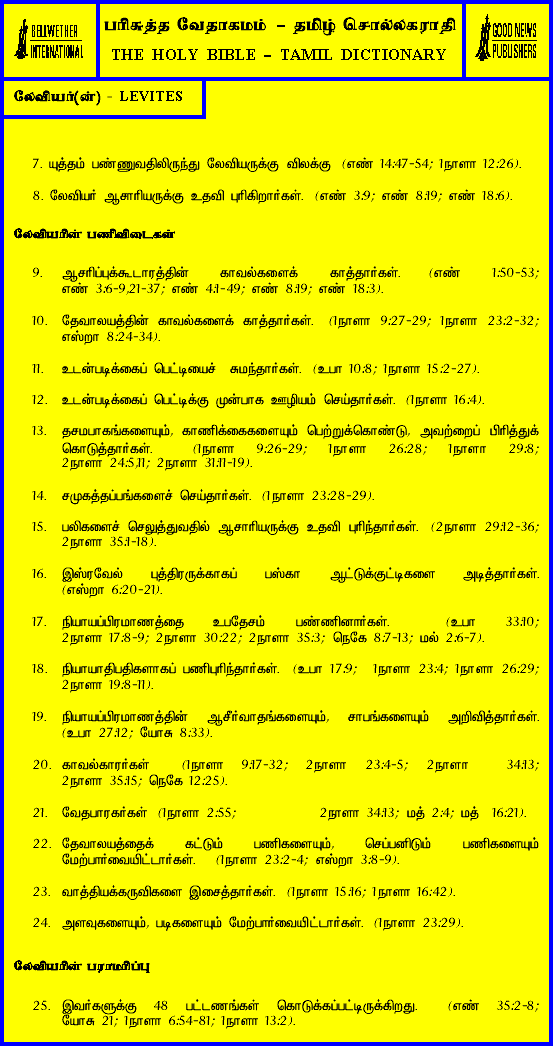 BELLWETHER
INTERNATIONAL
பரிசுத்த வேதாகமம் – தமிழ் சொல்லகராதி
THE HOLY BIBLE – TAMIL DICTIONARY
GOOD NEWS
PUBLISHERS
லேவியர்(ன்) - LEVITES
7. யுத்தம் பண்ணுவதிலிருந்து லேவியருக்கு விலக்கு (எண் 14:47-54; 1நாளா 12:26).
8. லேவியர் ஆசாரியருக்கு உதவி புரிகிறார்கள். (எண் 3:9; எண் 8:19; எண் 18:6).
லேவியரின் பணிவிடைகள்
9. ஆசரிப்புக்கூடாரத்தின் காவல்களைக் காத்தார்கள். (எண் 1:50-53;
எண் 3:6-9,21-37; எண் 4:1-49; எண் 8:19; எண் 18:3).
10. தேவாலயத்தின் காவல்களைக் காத்தார்கள். (1நாளா 9:27-29; 1நாளா 23:2-32;
எஸ்றா 8:24-34).
11. உடன்படிக்கைப் பெட்டியைச் சுமந்தார்கள். (உபா 10:8; 1நாளா 15:2-27).
12. உடன்படிக்கைப் பெட்டிக்கு முன்பாக ஊழியம் செய்தார்கள். (1நாளா 16:4).
13. தசமபாகங்களையும், காணிக்கைகளையும் பெற்றுக்கொண்டு, அவற்றைப் பிரித்துக்
கொடுத்தார்கள். (1நாளா 9:26-29; 1நாளா 26:28; 1நாளா 29:8;
2நாளா 24:5,11; 2நாளா 31:11-19).
14. சமுகத்தப்பங்களைச் செய்தார்கள். (1நாளா 23:28-29).
15. பலிகளைச் செலுத்துவதில் ஆசாரியருக்கு உதவி புரிந்தார்கள். (2நாளா 29:12-36;
2நாளா 35:1-18).
16. இஸ்ரவேல் புத்திரருக்காகப் பஸ்கா ஆட்டுக்குட்டிகளை அடித்தார்கள்.
(எஸ்றா 6:20-21).
17. நியாயப்பிரமாணத்தை உபதேசம் பண்ணினார்கள். (உபா 33:10;
2நாளா 17:8-9; 2நாளா 30:22; 2நாளா 35:3; நெகே 8:7-13; மல் 2:6-7).
18. நியாயாதிபதிகளாகப் பணிபுரிந்தார்கள். (உபா 17:9; 1நாளா 23:4; 1நாளா 26:29;
2நாளா 19:8-11).
19. நியாயப்பிரமாணத்தின் ஆசீர்வாதங்களையும், சாபங்களையும் அறிவித்தார்கள்.
(உபா 27:12; யோசு 8:33).
20. காவல்காரர்கள் (1நாளா 9:17-32; 2நாளா 23:4-5; 2நாளா 34:13;
2நாளா 35:15; நெகே 12:25).
21. வேதபாரகர்கள் (1நாளா 2:55; 2நாளா 34:13; மத் 2:4; மத் 16:21).
22. தேவாலயத்தைக் கட்டும் பணிகளையும், செப்பனிடும் பணிகளையும்
மேற்பார்வையிட்டார்கள். (1நாளா 23:2-4; எஸ்றா 3:8-9).
23. வாத்தியக்கருவிகளை இசைத்தார்கள். (1நாளா 15:16; 1நாளா 16:42).
24. அளவுகளையும், படிகளையும் மேற்பார்வையிட்டார்கள். (1நாளா 23:29).
லேவியரின் பராமரிப்பு
25. இவர்களுக்கு 48 பட்டணங்கள் கொடுக்கப்பட்டிருக்கிறது. (எண் 35:2-8;
யோசு 21; 1நாளா 6:54-81; 1நாளா 13:2).